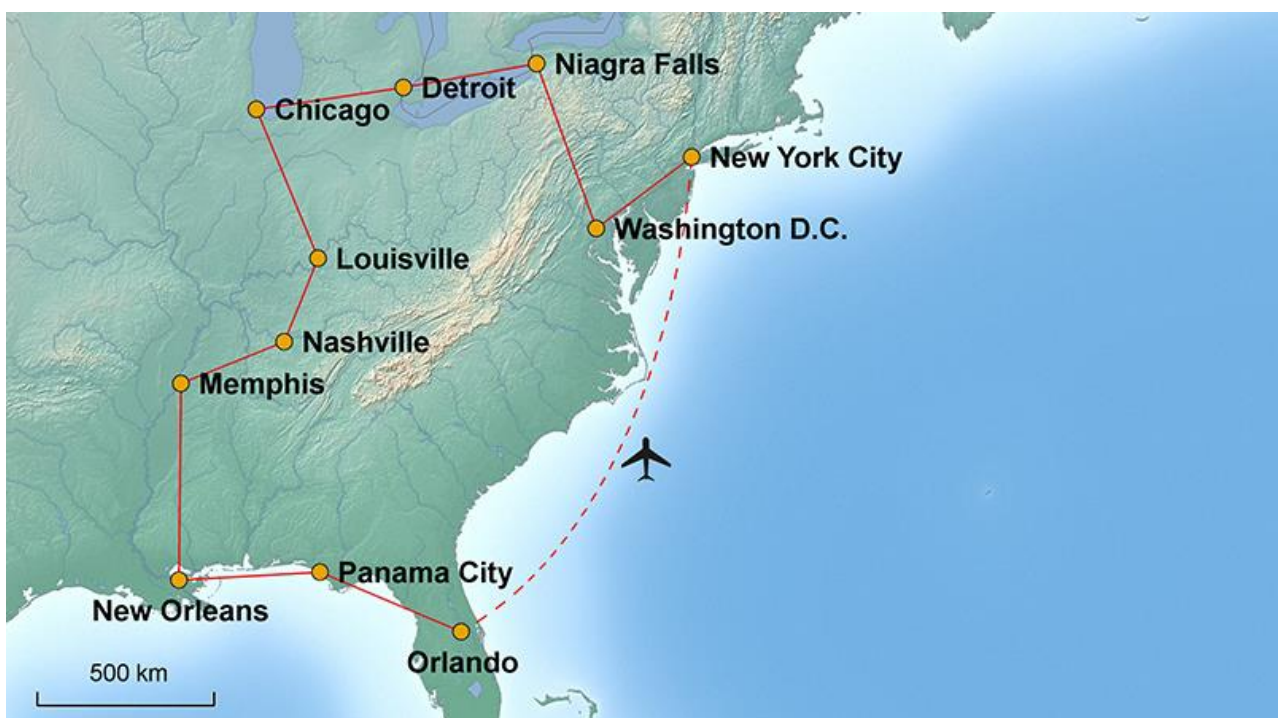 Niagra Falls
Detroit
Chicago
New York City
Washington D.C.
Louisville
Nashville
Memphis
Panama City
New Orleans
Orlando
500 km